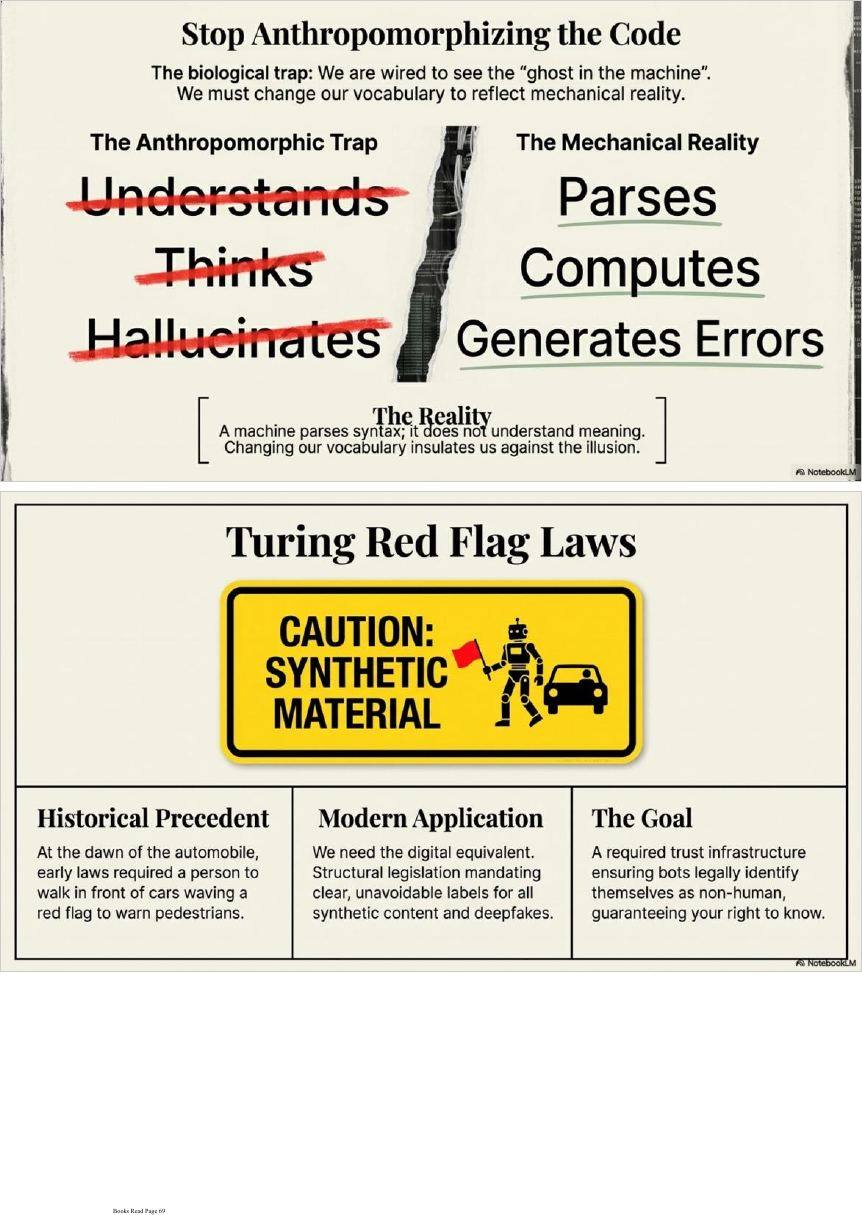 Stop Anthropomorphizing the Code
The biological trap: We are wired to see the “ghost in the machine”.
We must change our vocabulary to reflect mechanical reality.
The Anthropomorphic Trap
Understands
Thinks
Hallucinates
The Mechanical Reality
Parses
Computes
Generates Errors
The Reality
A machine parses syntax; it does not understand meaning.
Changing our vocabulary insulates us against the illusion.
NotebookLM
Turing Red Flag Laws
CAUTION:
SYNTHETIC
MATERIAL
Historical Precedent
At the dawn of the automobile,
early laws required a person to
walk in front of cars waving a
red flag to warn pedestrians.
Modern Application
We need the digital equivalent.
Structural legislation mandating
clear, unavoidable labels for all
synthetic content and deepfakes.
The Goal
A required trust infrastructure
ensuring bots legally identify
themselves as non-human,
guaranteeing your right to know.
NotebookLM
Books Read Page 69